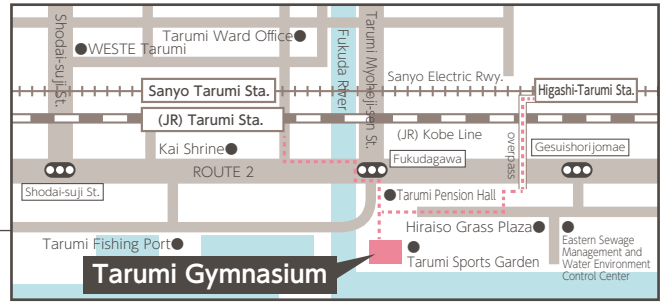 Shodai-suji St.
WESTE Tarumi
Tarumi Ward Office
Fukuda River
Tarumi Myoheji-sen St.
Sanyo Electric Rwy.
Sanyo Tarumi Sta.
Higashi-Tarumi Sta.
(JR) Tarumi Sta.
(JR) Kobe Line
overpass
Kai Shrine
Fukudagawa
Gesuishorijomae
ROUTE 2
Shodai-suji St.
Tarumi Pension Hall
Hiraiso Grass Plaza
Tarumi Fishing Port
Tarumi Sports Garden
Eastern Sewage
Management and
Water Environment
Control Center
Tarumi Gymnasium